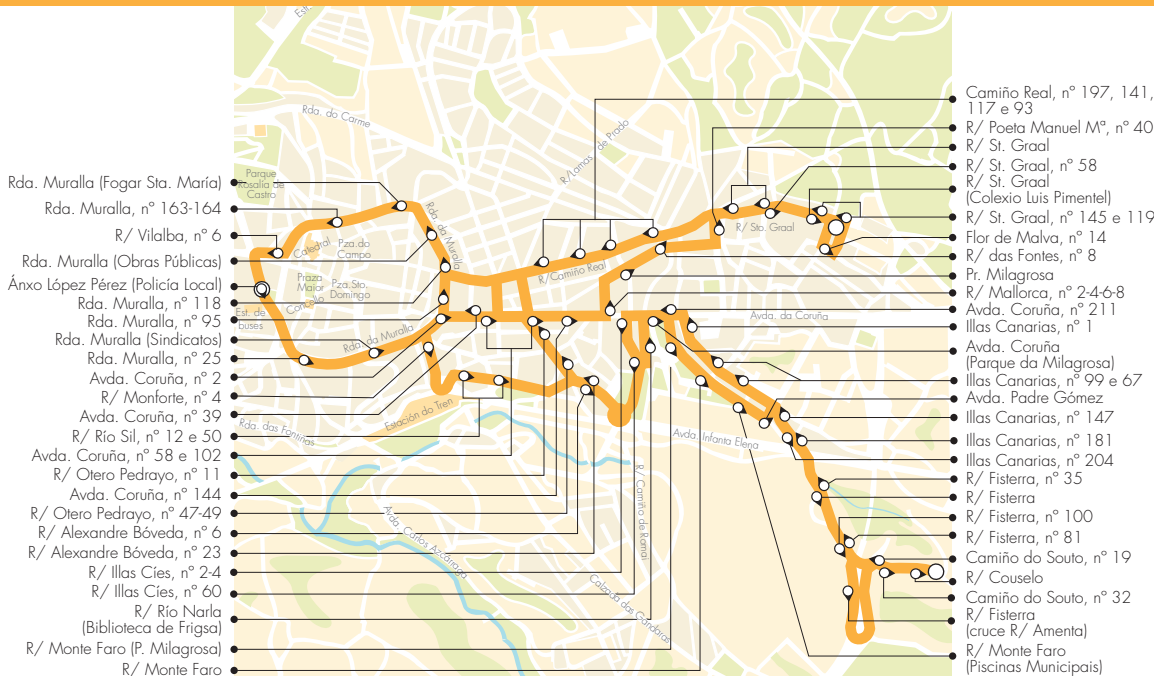 Rda. Muralla (Fogar Sta. María)
Rda. Muralla, nº 163-164
R/ Vilalba, nº 6
Rda. Muralla (Obras Públicas)
Ánxo López Pérez (Policía Local)
Rda. Muralla, nº 118
Rda. Muralla, nº 95
Rda. Muralla (Sindicatos)
Rda. Muralla, nº 25
Avda. Coruña, nº 2
R/ Monforte, nº 4
Avda. Coruña, nº 39
R/ Río Sil, nº 12 e 50
Avda. Coruña, nº 58 e 102
R/ Otero Pedrayo, nº 11
Avda. Coruña, nº 144
R/ Otero Pedrayo, nº 47-49
R/ Alexandre Bóveda, nº 6
R/ Alexandre Bóveda, nº 23
R/ Illas Cíes, nº 2-4
R/ Illas Cíes, nº 60
R/ Río Narla
(Biblioteca de Frigsa)
R/ Monte Faro (P. Milagrosa)
R/ Monte Faro
Rda. do Carme
R/Lamas de Prado
Parque
Rosalía de
Castro
Rda. da Muralla
Catedral
Pza.do
Campo
Praza
Maior
Pza.Sto.
Domingo
Concello
Est. de
buses
Rda. da Muralla
R/Camiño Real
R/ Sto. Graal
Avda. da Coruña
Estación do Tren
Rda. das Fontiñas
Avda. Infanta Elena
R/ Camiño de Romai
Avda. Carlos Azcárraga
Calzada das Gándaras
Camiño Real, nº 197, 141,
117 e 93
R/ Poeta Manuel Mª, nº 40
R/ St. Graal
R/ St. Graal, nº 58
R/ St. Graal
(Colexio Luis Pimentel)
R/ St. Graal, nº 145 e 119
Flor de Malva, nº 14
R/ das Fontes, nº 8
Pr. Milagrosa
R/ Mallorca, nº 2-4-6-8
Avda. Coruña, nº 211
Illas Canarias, nº 1
Avda. Coruña
(Parque da Milagrosa)
Illas Canarias, nº 99 e 67
Avda. Padre Gómez
Illas Canarias, nº 147
Illas Canarias, nº 181
Illas Canarias, nº 204
R/ Fisterra, nº 35
R/ Fisterra
R/ Fisterra, nº 100
R/ Fisterra, nº 81
Camiño do Souto, nº 19
R/ Couselo
Camiño do Souto, nº 32
R/ Fisterra
(cruce R/ Amenta)
R/ Monte Faro
(Piscinas Municipais)